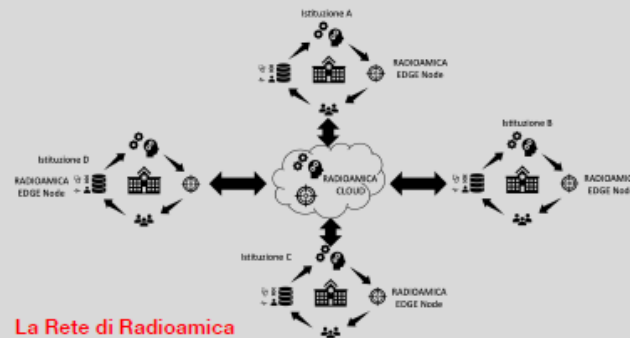 Istituzione A
RADIOAMICA
EDGE Node
Istituzione D
RADIOAMICA
EDGE Node
RADIOAMICA
CLOUD
Istituzione B
RADIOAMICA
EDGE Node
Istituzione C
RADIOAMICA
EDGE Node
La Rete di Radioamica